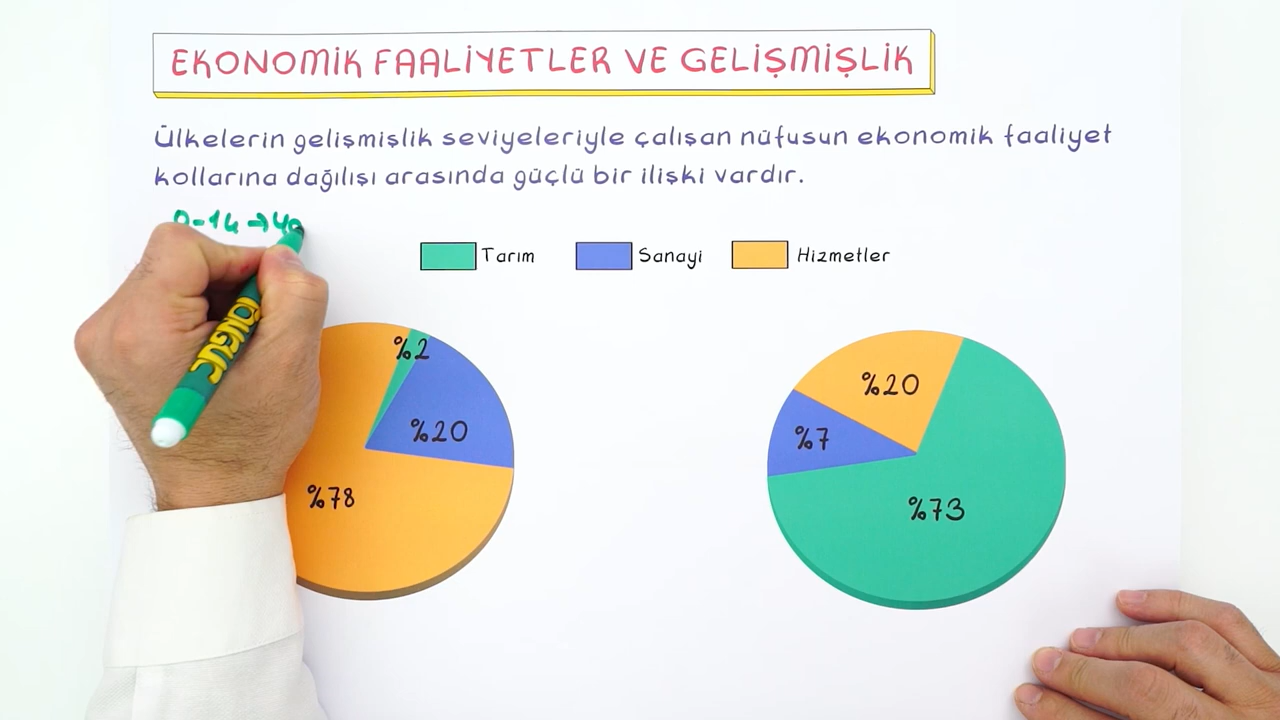 EKONOMİK FAALİYETLER VE GELİŞMİŞLİK
Ülkelerin gelişmişlik seviyeleriyle çalışan nüfusun ekonomik faaliyet
kollarına dağılışı arasında güçlü bir ilişki vardır.
0-14 →
Tarım Sanayi Hizmetler
%2
%20
%78
%20
%7
%73
TONGUÇ